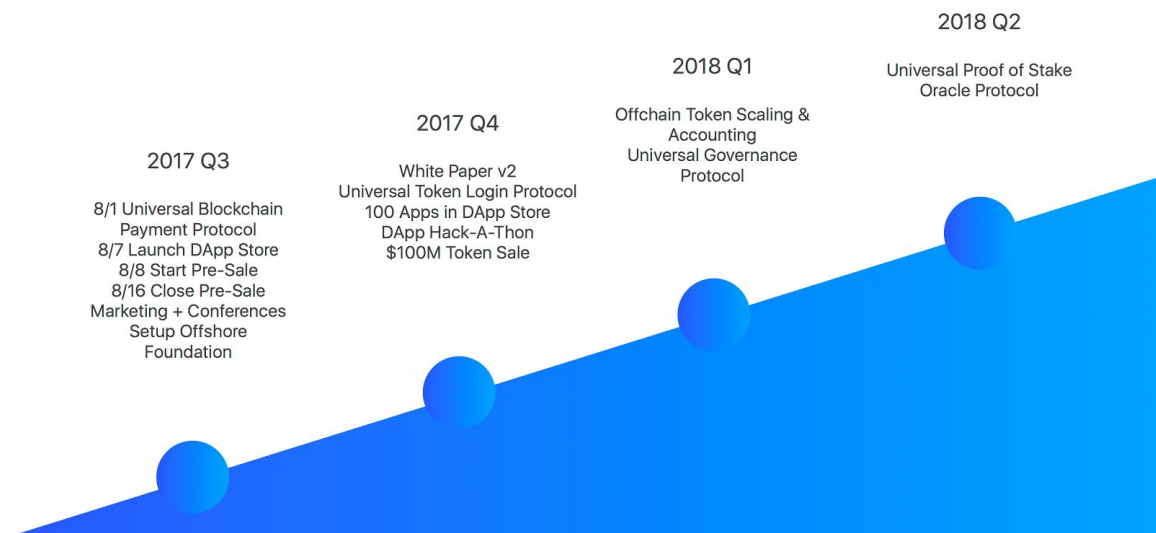 2017 Q3
8/1 Universal Blockchain
Payment Protocol
8/7 Launch DApp Store
8/8 Start Pre-Sale
8/16 Close Pre-Sale
Marketing + Conferences
Setup Offshore
Foundation
2017 Q4
White Paper v2
Universal Token Login Protocol
100 Apps in DApp Store
DApp Hack-A-Thon
$100M Token Sale
2018 Q1
Offchain Token Scaling &
Accounting
Universal Governance
Protocol
2018 Q2
Universal Proof of Stake
Oracle Protocol